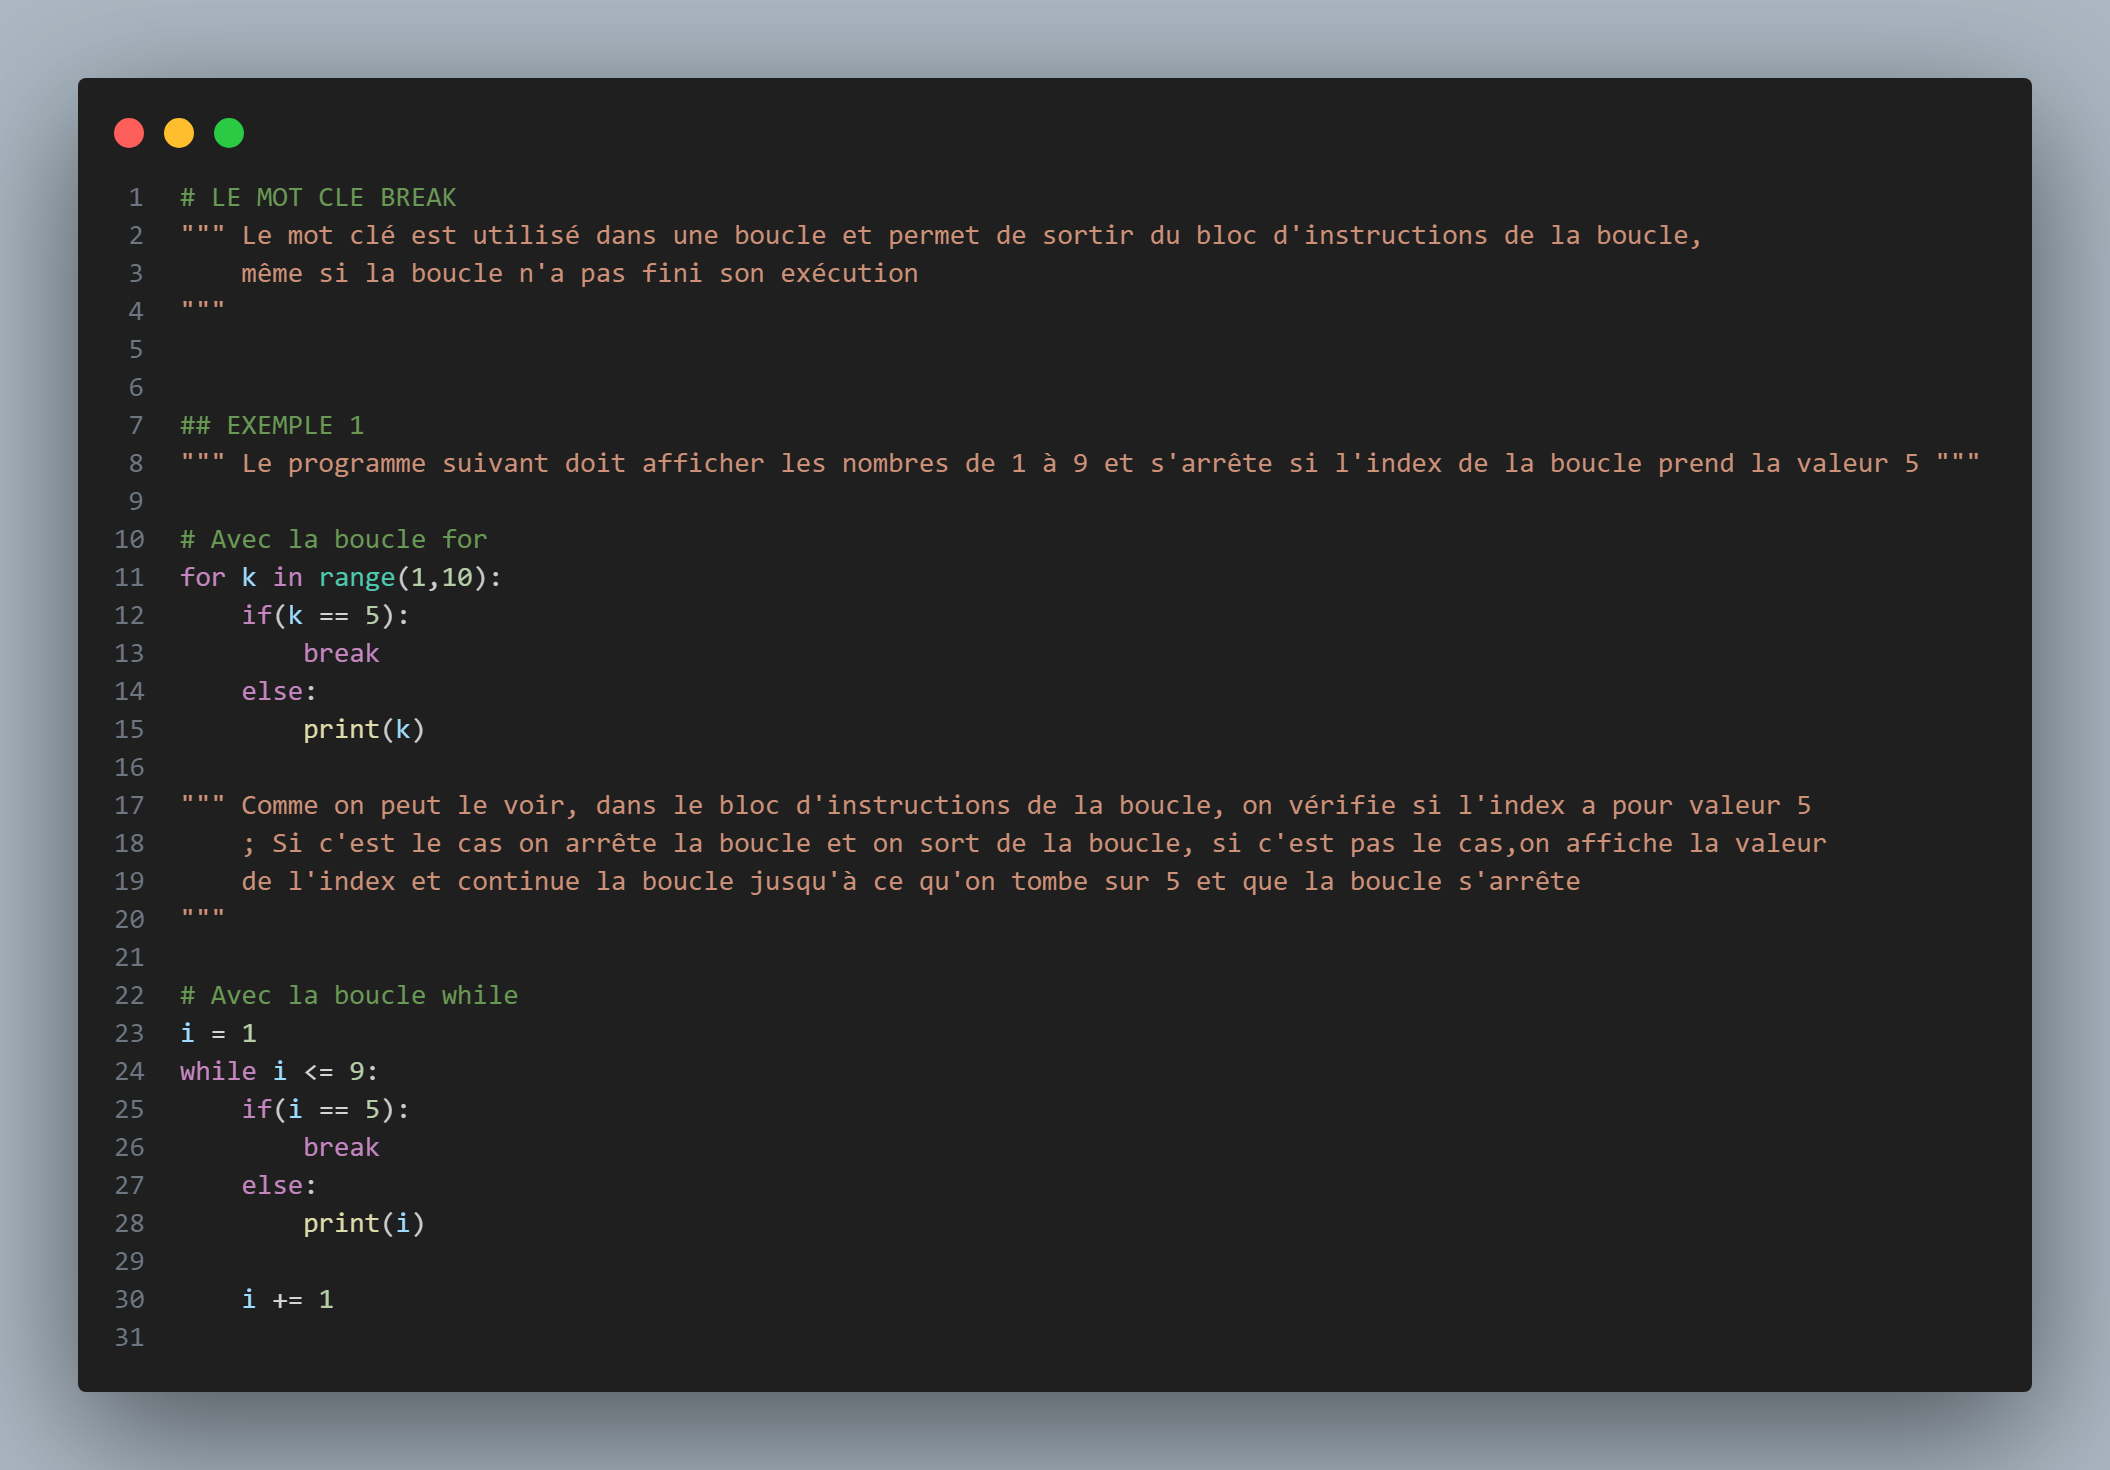 1 # LE MOT CLE BREAK
2 """ Le mot clé est utilisé dans une boucle et permet de sortir du bloc d'instructions de la boucle,
3     même si la boucle n'a pas fini son exécution
4 """
5
6
7 ## EXEMPLE 1
8 """ Le programme suivant doit afficher les nombres de 1 à 9 et s'arrête si l'index de la boucle prend la valeur 5 """
9
10 # Avec la boucle for
11 for k in range(1,10):
12     if(k == 5):
13         break
14     else:
15         print(k)
16
17 """ Comme on peut le voir, dans le bloc d'instructions de la boucle, on vérifie si l'index a pour valeur 5
18     ; Si c'est le cas on arrête la boucle et on sort de la boucle, si c'est pas le cas,on affiche la valeur
19     de l'index et continue la boucle jusqu'à ce qu'on tombe sur 5 et que la boucle s'arrête
20 """
21
22 # Avec la boucle while
23 i = 1
24 while i <= 9:
25     if(i == 5):
26         break
27     else:
28         print(i)
29
30     i += 1
31